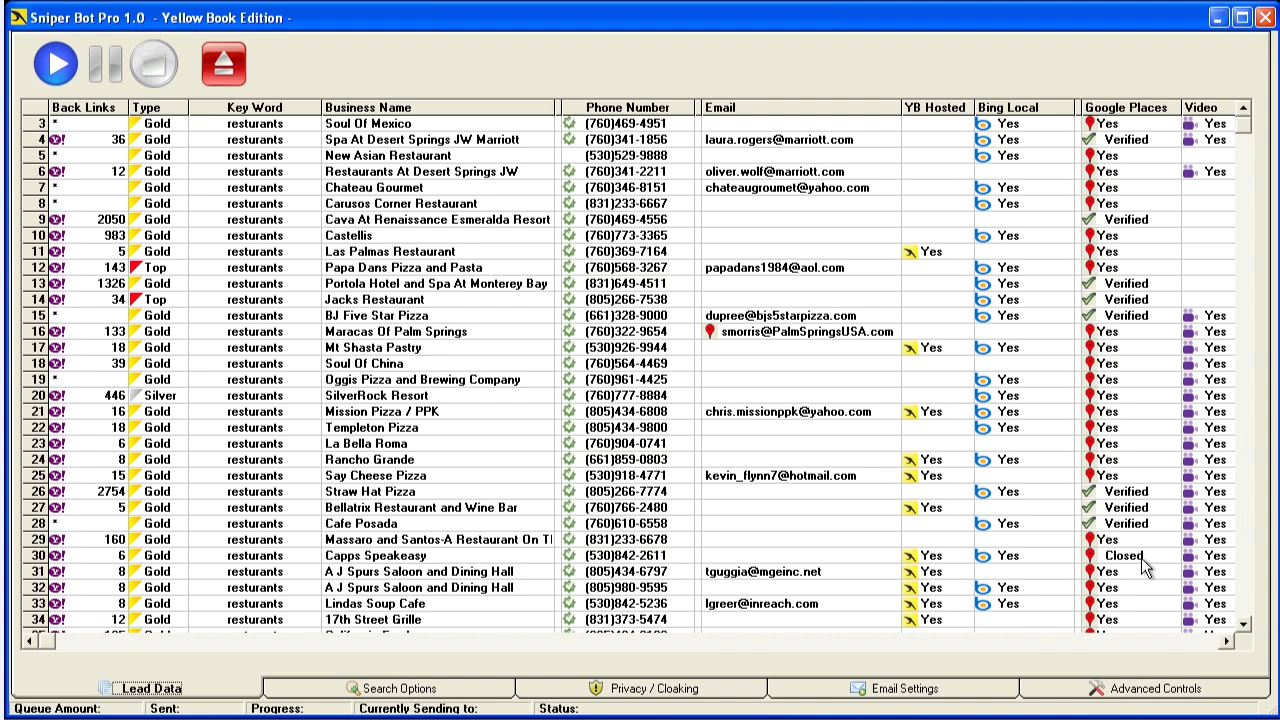 Sniper Bot Pro 1.0 - Yellow Book Edition -
Back Links Type Key Word Business Name Phone Number Email YB Hosted Bing Local Google Places Video
3 * Gold resturants Soul Of Mexico (760)469-4951 Yes Yes Yes
4 36 Gold resturants Spa At Desert Springs JW Marriott (760)341-1856 laura.rogers@marriott.com Yes Verified Yes
5 * Gold resturants New Asian Restaurant (530)529-9888 Yes Yes
6 12 Gold resturants Restaurants At Desert Springs JW (760)341-2211 oliver.wolf@marriott.com Yes Yes
7 * Gold resturants Chateau Gourmet (760)346-8151 chateaugroumet@yahoo.com Yes Yes
8 * Gold resturants Carusos Corner Restaurant (831)233-6667 Yes Yes
9 2050 Gold resturants Cava At Renaissance Esmeralda Resort (760)469-4556 Verified
10 983 Gold resturants Castellis (760)773-3365 Yes Yes
11 5 Gold resturants Las Palmas Restaurant (760)369-7164 Yes Yes
12 143 Top resturants Papa Dans Pizza and Pasta (760)568-3267 papadans1984@aol.com Yes Yes
13 1326 Gold resturants Portola Hotel and Spa At Monterey Bay (831)649-4511 Yes Verified
14 34 Top resturants Jacks Restaurant (805)266-7538 Yes Verified
15 * Gold resturants BJ Five Star Pizza (661)328-9000 dupree@bjs5starpizza.com Yes Verified Yes
16 133 Gold resturants Maracas Of Palm Springs (760)322-9654 smorris@PalmSpringsUSA.com Yes Yes
17 18 Gold resturants Mt Shasta Pastry (530)926-9944 Yes Yes Yes Yes
18 39 Gold resturants Soul Of China (760)564-4469 Yes Yes
19 * Gold resturants Oggis Pizza and Brewing Company (760)961-4425 Yes Yes Yes
20 446 Silver resturants SilverRock Resort (760)777-8884 Yes Yes Yes
21 16 Gold resturants Mission Pizza / PPK (805)434-6808 chris.missionppk@yahoo.com Yes Yes Yes Yes
22 18 Gold resturants Templeton Pizza (805)434-9800 Yes Yes Yes
23 6 Gold resturants La Bella Roma (760)904-0741 Yes Yes
24 8 Gold resturants Rancho Grande (661)859-0803 Yes Yes Yes Yes
25 15 Gold resturants Say Cheese Pizza (530)918-4771 kevin_flynn7@hotmail.com Yes Yes Yes
26 2754 Gold resturants Straw Hat Pizza (805)266-7774 Yes Verified Yes
27 5 Gold resturants Bellatrix Restaurant and Wine Bar (760)766-2480 Yes Verified Yes
28 * Gold resturants Cafe Posada (760)610-6558 Yes Verified Yes
29 160 Gold resturants Massaro and Santos-A Restaurant On (831)233-6678 Yes Yes
30 6 Gold resturants Capps Speakeasy (530)842-2611 Yes Yes Closed Yes
31 8 Gold resturants A J Spurs Saloon and Dining Hall (805)434-6797 tguggia@mgeinc.net Yes Yes Yes
32 8 Gold resturants A J Spurs Saloon and Dining Hall (805)980-9595 Yes Yes Yes Yes
33 8 Gold resturants Lindas Soup Cafe (530)842-5236 lgreer@inreach.com Yes Yes Yes Yes
34 12 Gold resturants 17th Street Grille (831)373-5474 Yes Yes Yes
Lead Data Search Options Privacy / Cloaking Email Settings Advanced Controls
Queue Amount: Sent: Progress: Currently Sending to: Status: